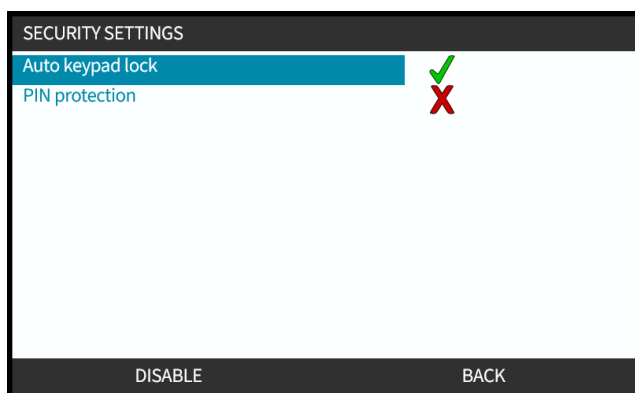 SECURITY SETTINGS
Auto keypad lock
PIN protection
DISABLE BACK